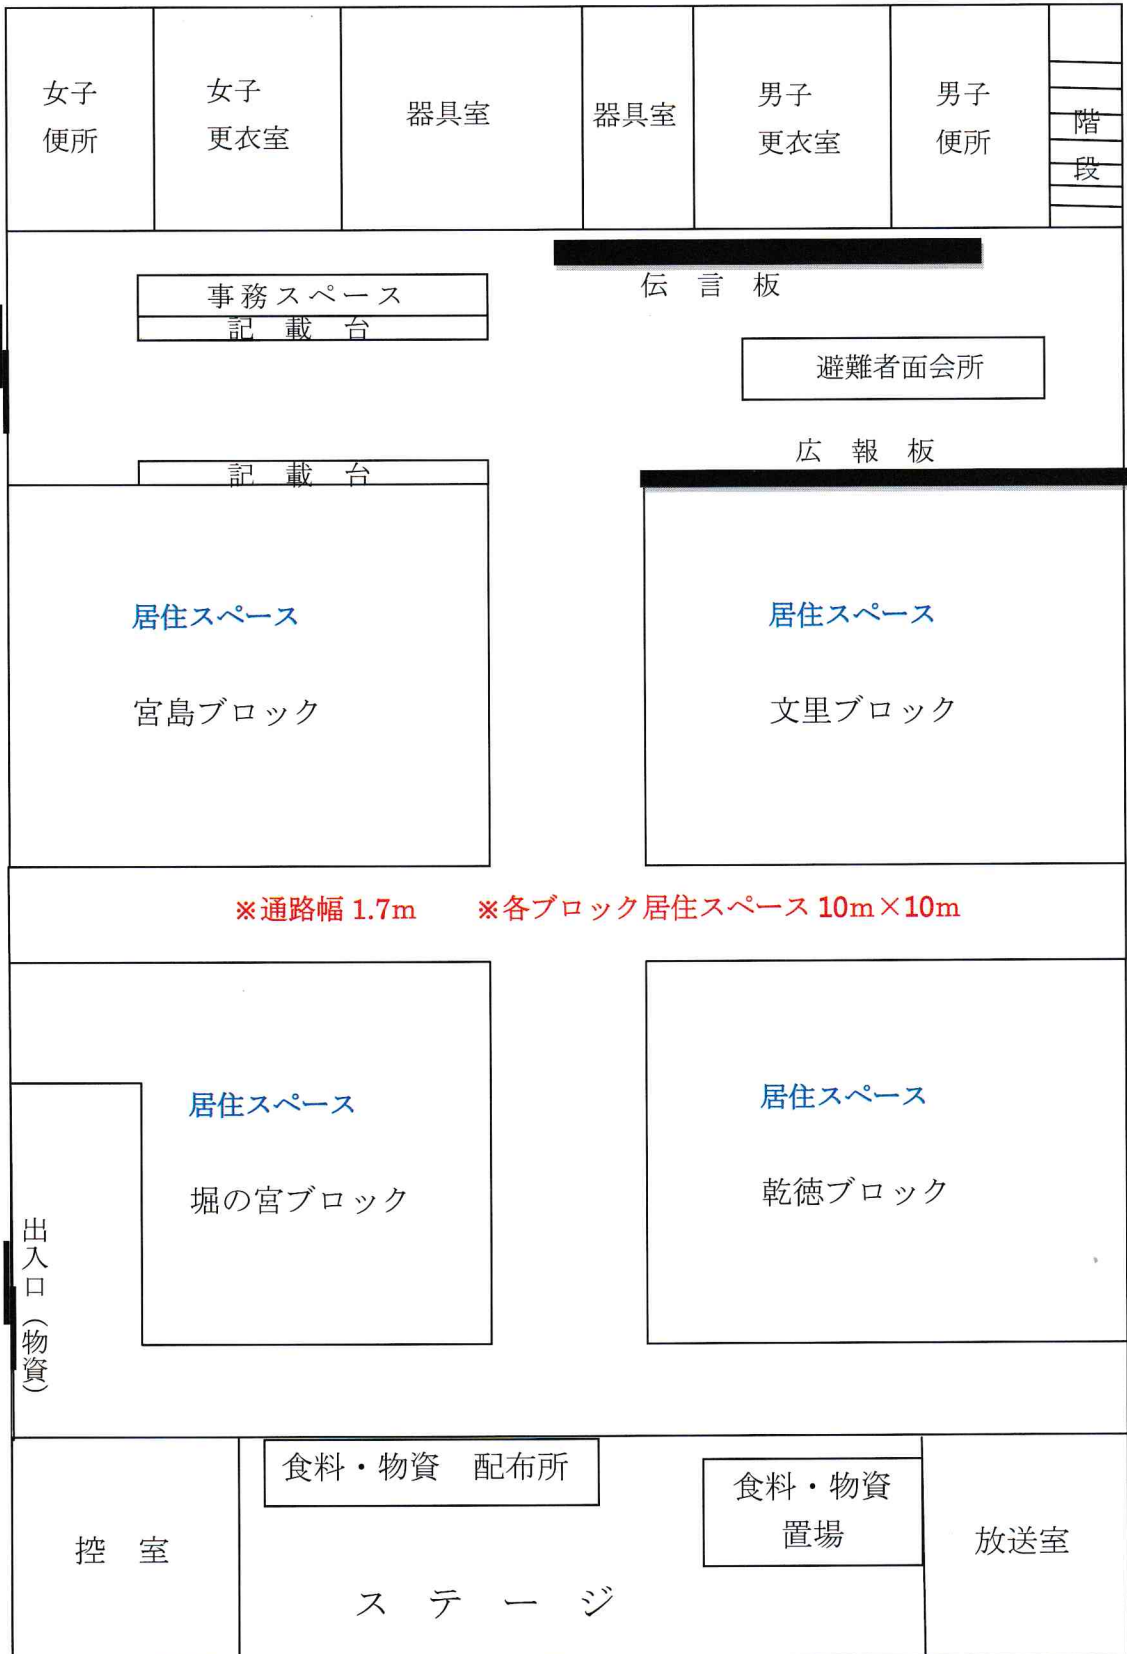 女子
便所
女子
更衣室
器具室
器具室
男子
更衣室
男子
便所
階
段
事務スペース
記　載　台
伝　言　板
避難者面会所
広　報　板
記　載　台
居住スペース
宮島ブロック
居住スペース
文里ブロック
※通路幅 1.7m　※各ブロック居住スペース 10m×10m
居住スペース
堀の宮ブロック
居住スペース
乾徳ブロック
出入口（物資）
食料・物資　配布所
食料・物資
置場
控　室
放送室
ス　テ　ー　ジ